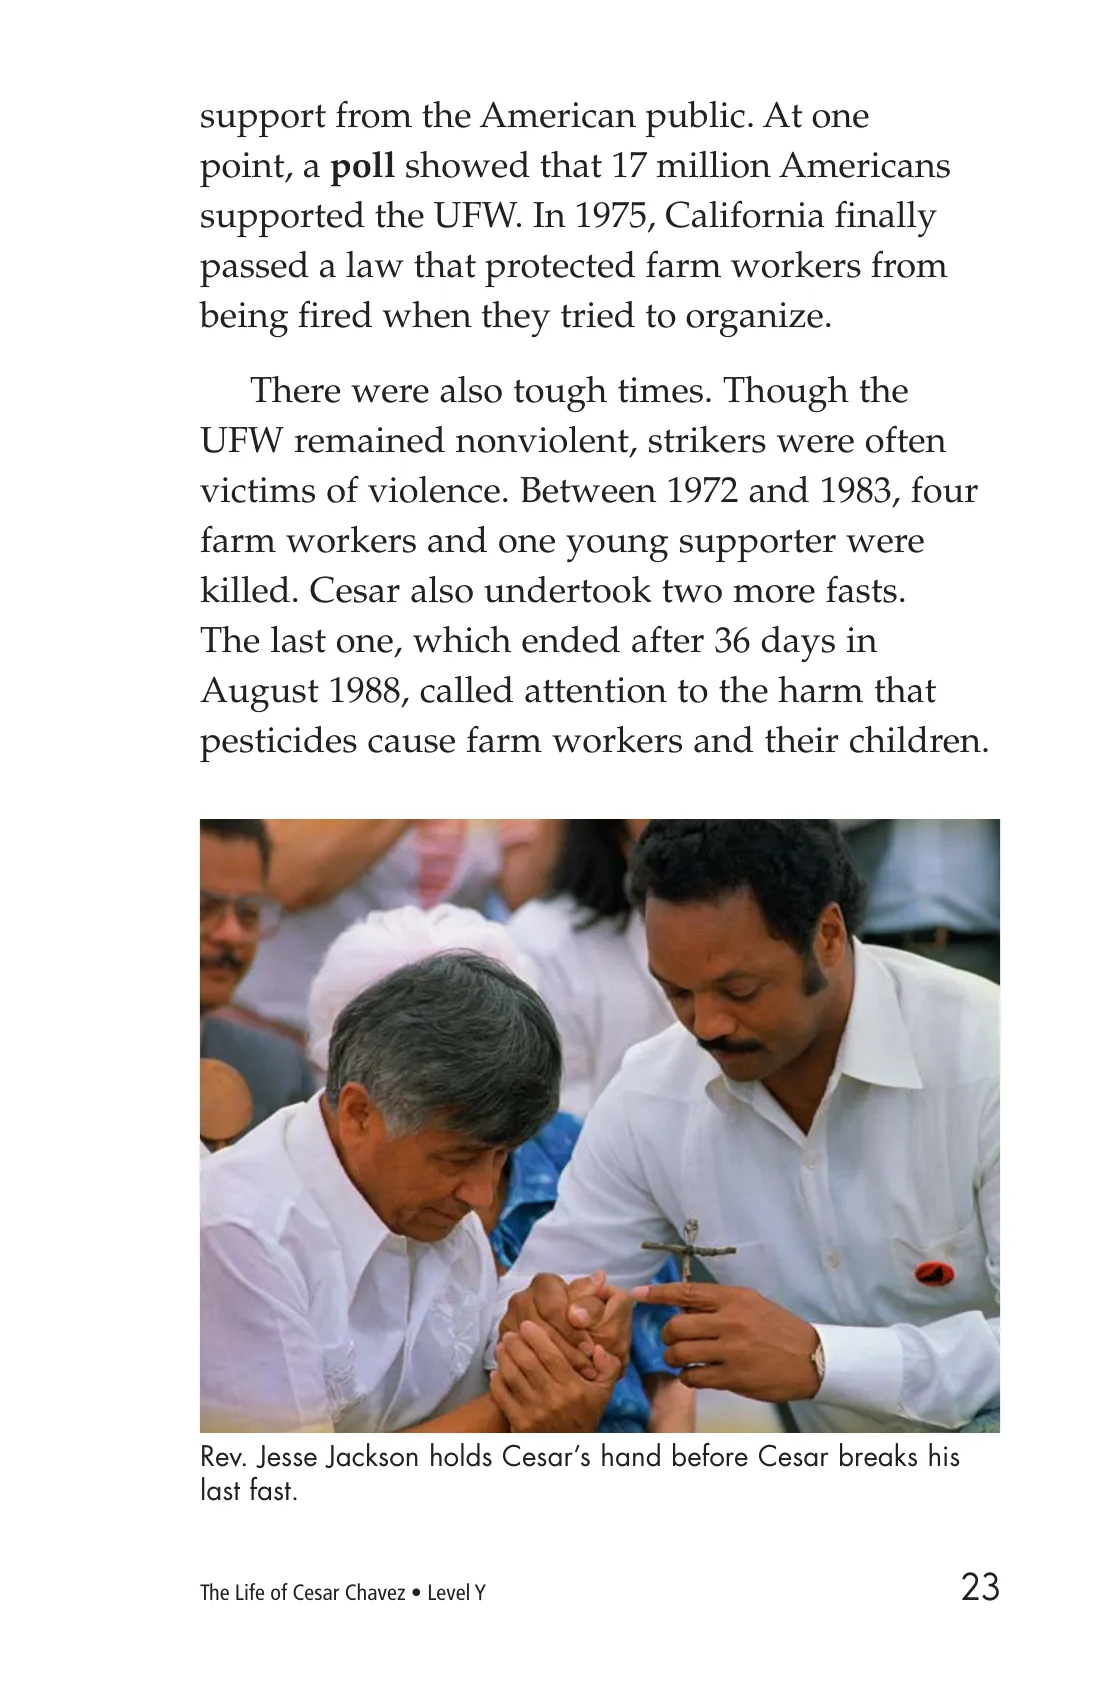 support from the American public. At one
point, a poll showed that 17 million Americans
supported the UFW. In 1975, California finally
passed a law that protected farm workers from
being fired when they tried to organize.
There were also tough times. Though the
UFW remained nonviolent, strikers were often
victims of violence. Between 1972 and 1983, four
farm workers and one young supporter were
killed. Cesar also undertook two more fasts.
The last one, which ended after 36 days in
August 1988, called attention to the harm that
pesticides cause farm workers and their children.
Rev. Jesse Jackson holds Cesar’s hand before Cesar breaks his
last fast.
The Life of Cesar Chavez • Level Y 23